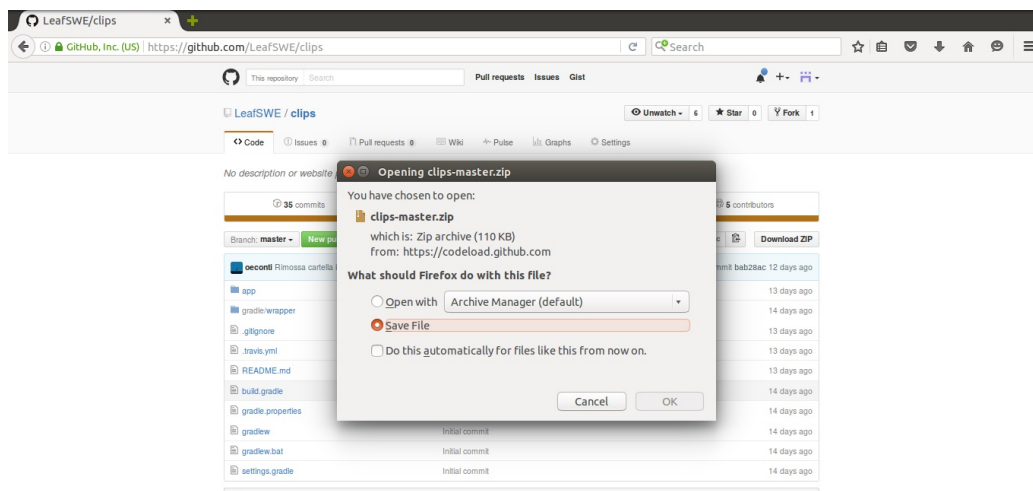 LeafSWE/clips
GitHub, Inc. (US) https://github.com/LeafSWE/clips Search
This repository Search Pull requests Issues Gist
LeafSWE / clips Unwatch 6 Star 0 Fork 1
Code Issues 0 Pull requests 0 Wiki Pulse Graphs Settings
No description or website
35 commits 5 contributors
Branch: master New pu Download ZIP
oeconti Rimossa cartella bab28ac 12 days ago
app 13 days ago
gradle/wrapper 14 days ago
.gitignore 13 days ago
.travis.yml 13 days ago
README.md 13 days ago
build.gradle 14 days ago
gradle.properties 14 days ago
gradlew Initial commit 14 days ago
gradlew.bat Initial commit 14 days ago
settings.gradle Initial commit 14 days ago
Opening clips-master.zip
You have chosen to open:
clips-master.zip
which is: Zip archive (110 KB)
from: https://codeload.github.com
What should Firefox do with this file?
Open with Archive Manager (default)
Save File
Do this automatically for files like this from now on.
Cancel OK